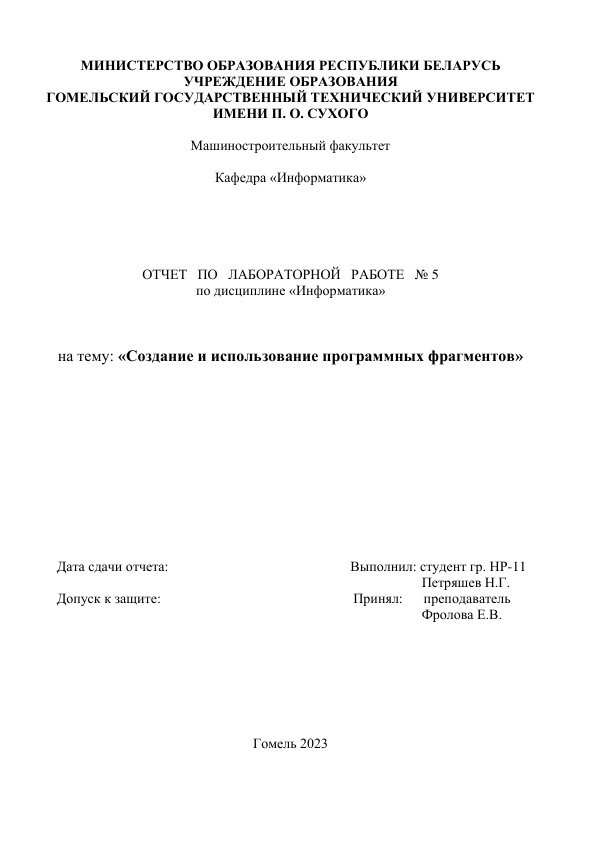 МИНИСТЕРСТВО ОБРАЗОВАНИЯ РЕСПУБЛИКИ БЕЛАРУСЬ
УЧРЕЖДЕНИЕ ОБРАЗОВАНИЯ
ГОМЕЛЬСКИЙ ГОСУДАРСТВЕННЫЙ ТЕХНИЧЕСКИЙ УНИВЕРСИТЕТ
ИМЕНИ П. О. СУХОГО
Машиностроительный факультет
Кафедра «Информатика»
ОТЧЕТ ПО ЛАБОРАТОРНОЙ РАБОТЕ № 5
по дисциплине «Информатика»
на тему: «Создание и использование программных фрагментов»
Дата сдачи отчета: Выполнил: студент гр. НР-11
Петряшев Н.Г.
Допуск к защите: Принял: преподаватель
Фролова Е.В.
Гомель 2023